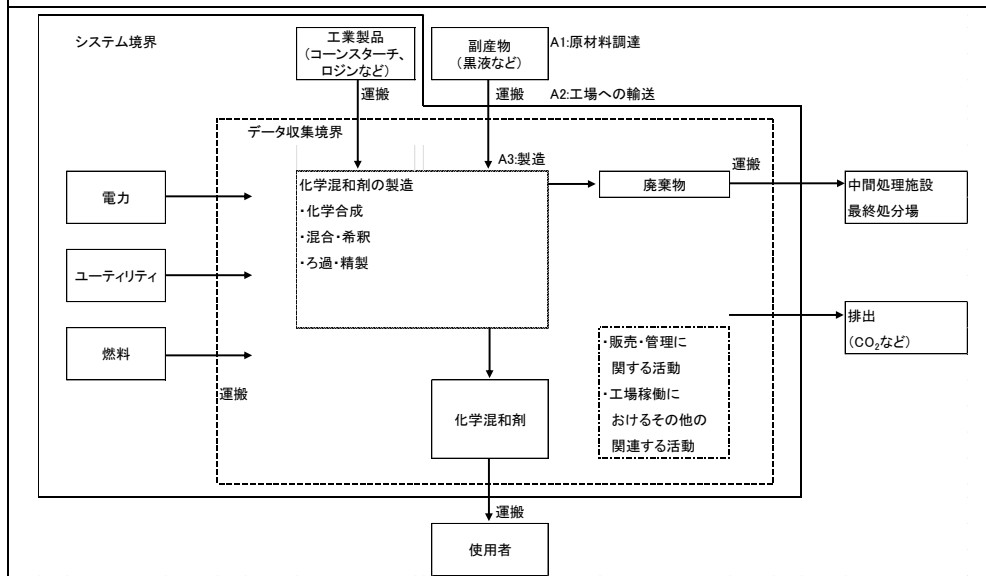 システム境界
工業製品
(コーンスターチ、
ロジンなど)
副産物
(黒液など)
A1:原材料調達
運搬
運搬
A2:工場への輸送
データ収集境界
A3:製造
運搬
電力
化学混和剤の製造
・化学合成
・混合・希釈
・ろ過・精製
廃棄物
中間処理施設
最終処分場
ユーティリティ
燃料
運搬
排出
(CO₂など)
・販売・管理に
関する活動
・工場稼働に
おけるその他の
関連する活動
化学混和剤
運搬
使用者